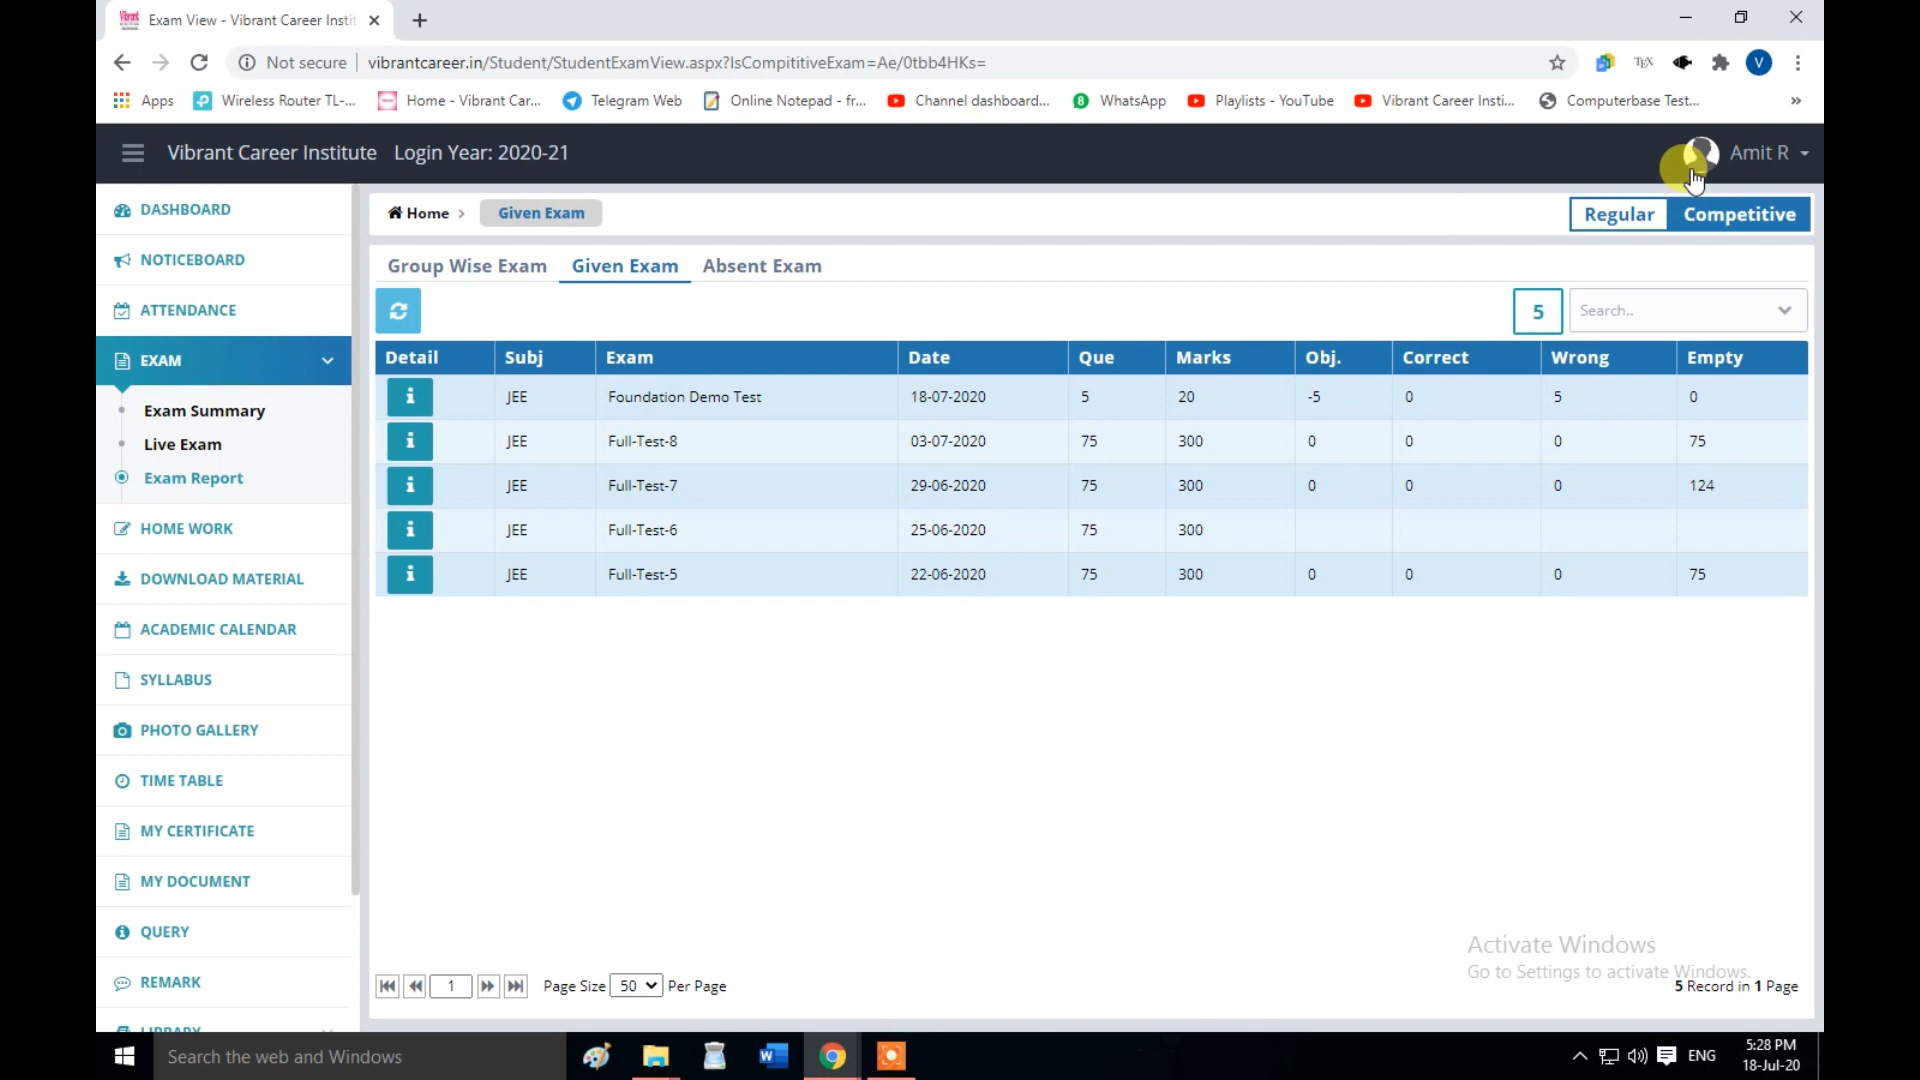 Exam View - Vibrant Career Instit
Not secure | vibrantcareer.in/Student/StudentExamView.aspx?IsCompititiveExam=Ae/0tbb4HKs=
TEX
V
Apps Wireless Router TL-... Home - Vibrant Car... Telegram Web Online Notepad - fr... Channel dashboard... WhatsApp Playlists - YouTube Vibrant Career Insti... Computerbase Test... »
Vibrant Career Institute Login Year: 2020-21 Amit R
DASHBOARD
NOTICEBOARD
ATTENDANCE
EXAM
Exam Summary
Live Exam
Exam Report
HOME WORK
DOWNLOAD MATERIAL
ACADEMIC CALENDAR
SYLLABUS
PHOTO GALLERY
TIME TABLE
MY CERTIFICATE
MY DOCUMENT
QUERY
REMARK
LIBRARY
Home > Given Exam Regular Competitive
Group Wise Exam Given Exam Absent Exam
5 Search..
Detail Subj Exam Date Que Marks Obj. Correct Wrong Empty
i JEE Foundation Demo Test 18-07-2020 5 20 -5 0 5 0
i JEE Full-Test-8 03-07-2020 75 300 0 0 0 75
i JEE Full-Test-7 29-06-2020 75 300 0 0 0 124
i JEE Full-Test-6 25-06-2020 75 300
i JEE Full-Test-5 22-06-2020 75 300 0 0 0 75
Activate Windows
Go to Settings to activate Windows.
1 Page Size 50 Per Page 5 Record in 1 Page
Search the web and Windows ENG 5:28 PM
18-Jul-20